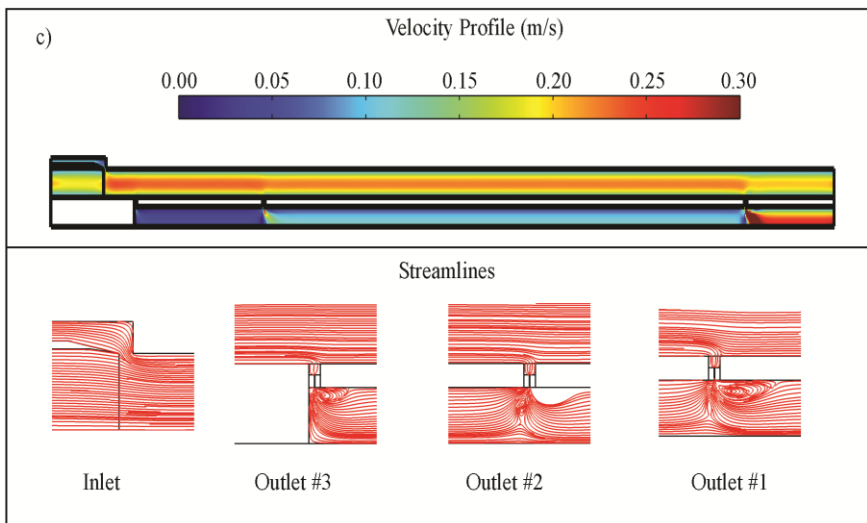 c)
Velocity Profile (m/s)
0.00 0.05 0.10 0.15 0.20 0.25 0.30
Streamlines
Inlet Outlet #3 Outlet #2 Outlet #1